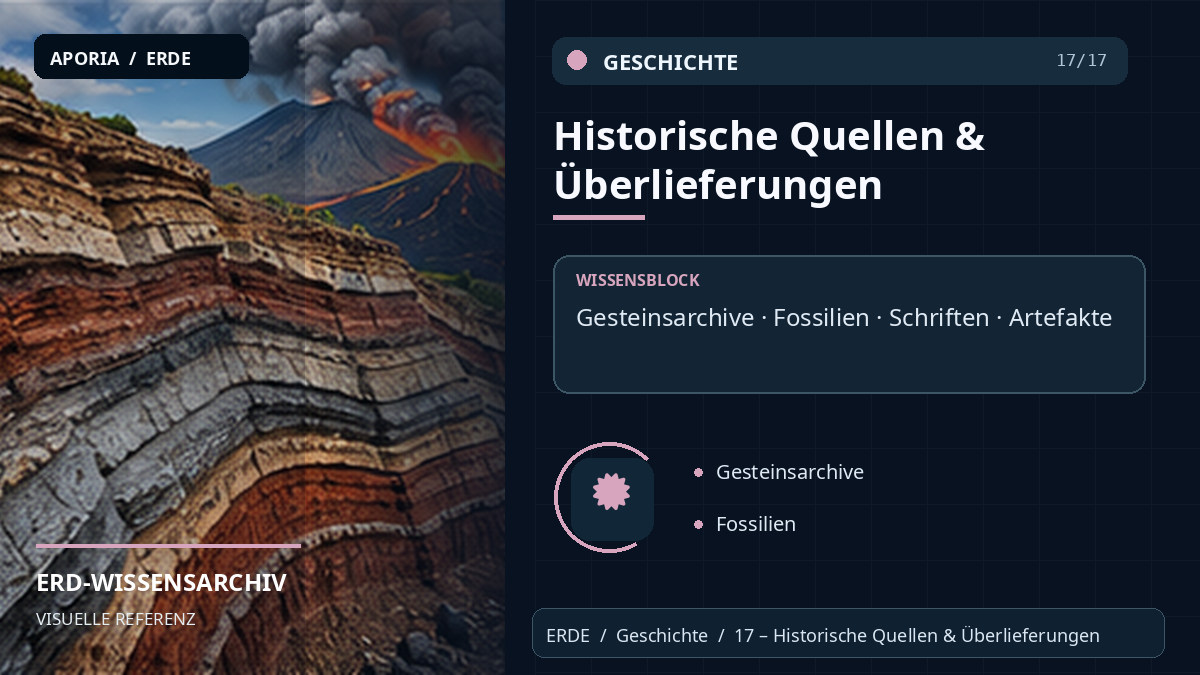 APORIA / ERDE
ERD-WISSENSARCHIV
VISUELLE REFERENZ
GESCHICHTE
17/17
Historische Quellen &
Überlieferungen
WISSENSBLOCK
Gesteinsarchive · Fossilien · Schriften · Artefakte
Gesteinsarchive
Fossilien
ERDE / Geschichte / 17 – Historische Quellen & Überlieferungen